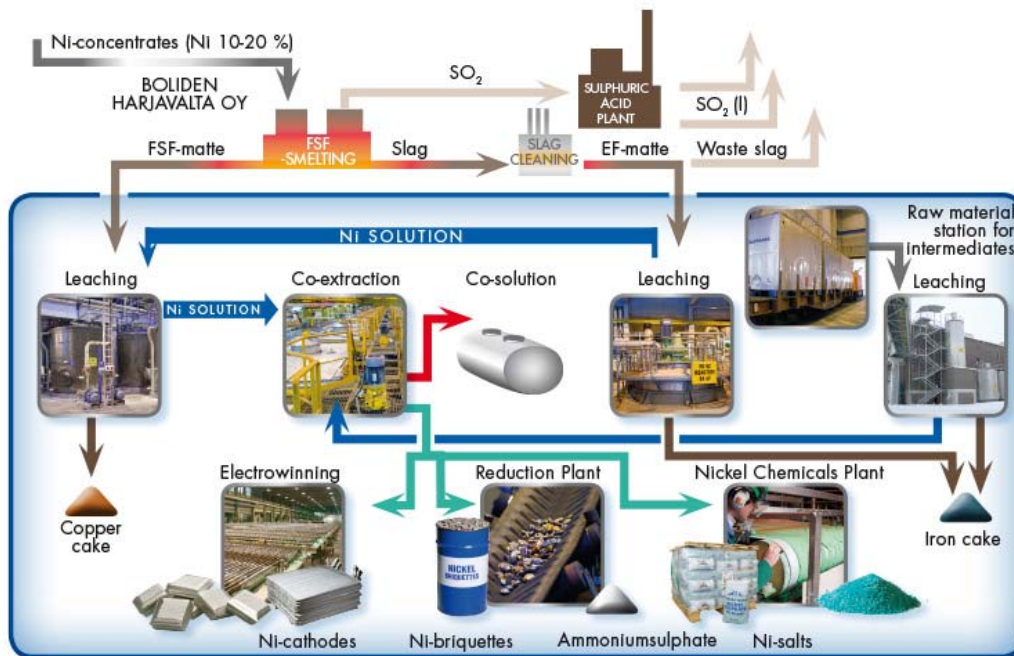 Ni-concentrates (Ni 10-20 %)
BOLIDEN
HARJAVALTA OY
SO2
SULPHURIC
ACID
PLANT
SO2 (l)
FSF-matte
FSF
-SMELTING
Slag
SLAG
CLEANING
EF-matte
Waste slag
Raw material
station for
intermediates
Ni SOLUTION
Leaching
Co-extraction
Co-solution
Leaching
Leaching
Ni SOLUTION
Electrowinning
Reduction Plant
Nickel Chemicals Plant
Copper
cake
NICKEL
BRIQUETTES
Iron cake
Ni-cathodes
Ni-briquettes
Ammoniumsulphate
Ni-salts